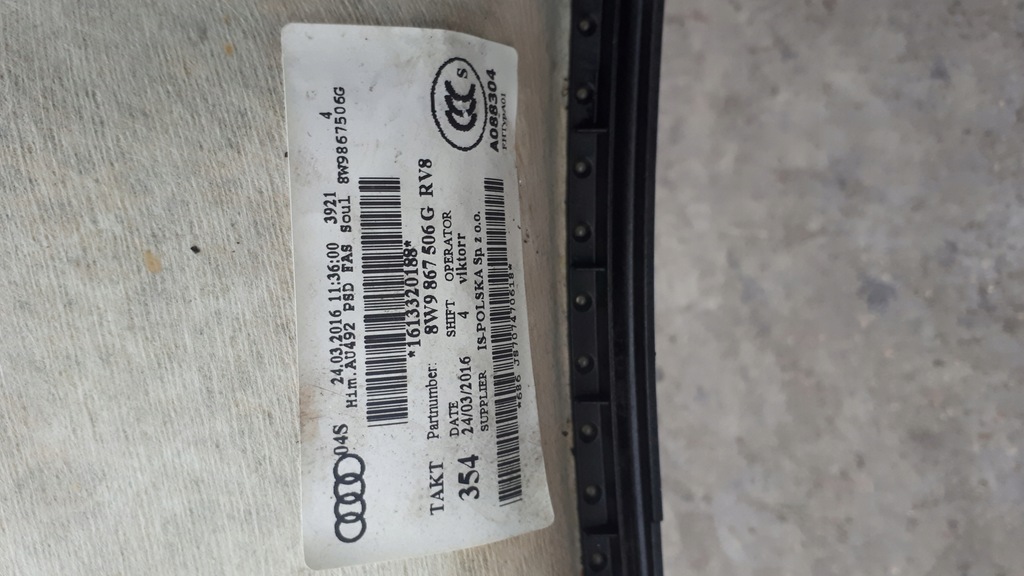 04S 24.03.2016 11:36:00 3921 4
Him.AU492 PSD FAS soul 8W9867506G
*1613320188*
TAKT Partnumber: 8W9 867 506 G RV8
354 DATE SHIFT OPERATOR
24/03/2016 4 viktorr
SUPPLIER IS-POLSKA Sp z o.o.
CCC S
A088304